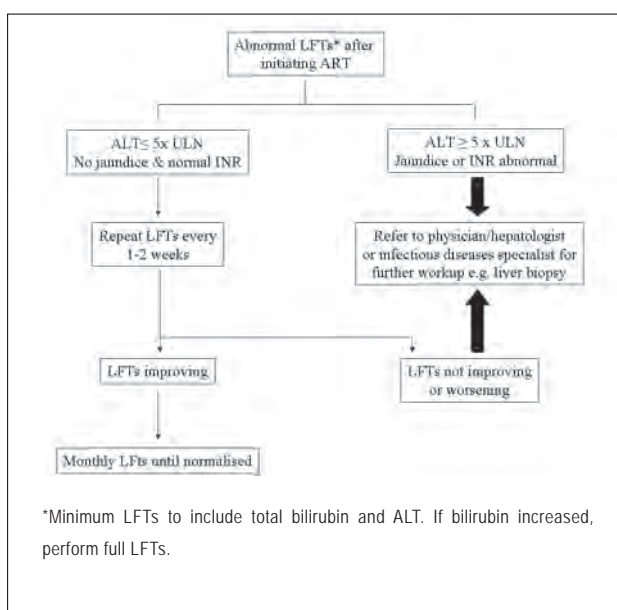 Abnormal LFTs* after
initiating ART
ALT≤ 5x ULN
No jaundice & normal INR
ALT ≥ 5 x ULN
Jaundice or INR abnormal
Repeat LFTs every
1-2 weeks
Refer to physician/hepatologist
or infectious diseases specialist for
further workup e.g. liver biopsy
LFTs improving
LFTs not improving
or worsening
Monthly LFts until normalised
*Minimum LFTs to include total bilirubin and ALT. If bilirubin increased,
perform full LFTs.